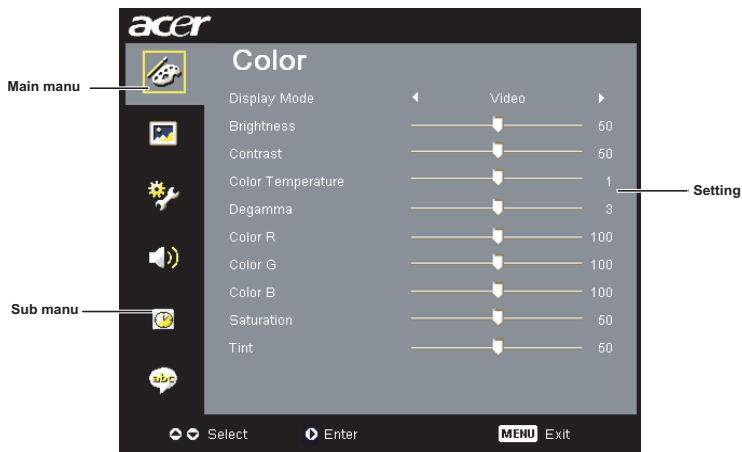 acer
Color
Main manu
Display Mode Video
Brightness 50
Contrast 50
Color Temperature 1
Setting
Degamma 3
Color R 100
Color G 100
Color B 100
Sub manu
Saturation 50
Tint 50
abc
Select Enter MENU Exit